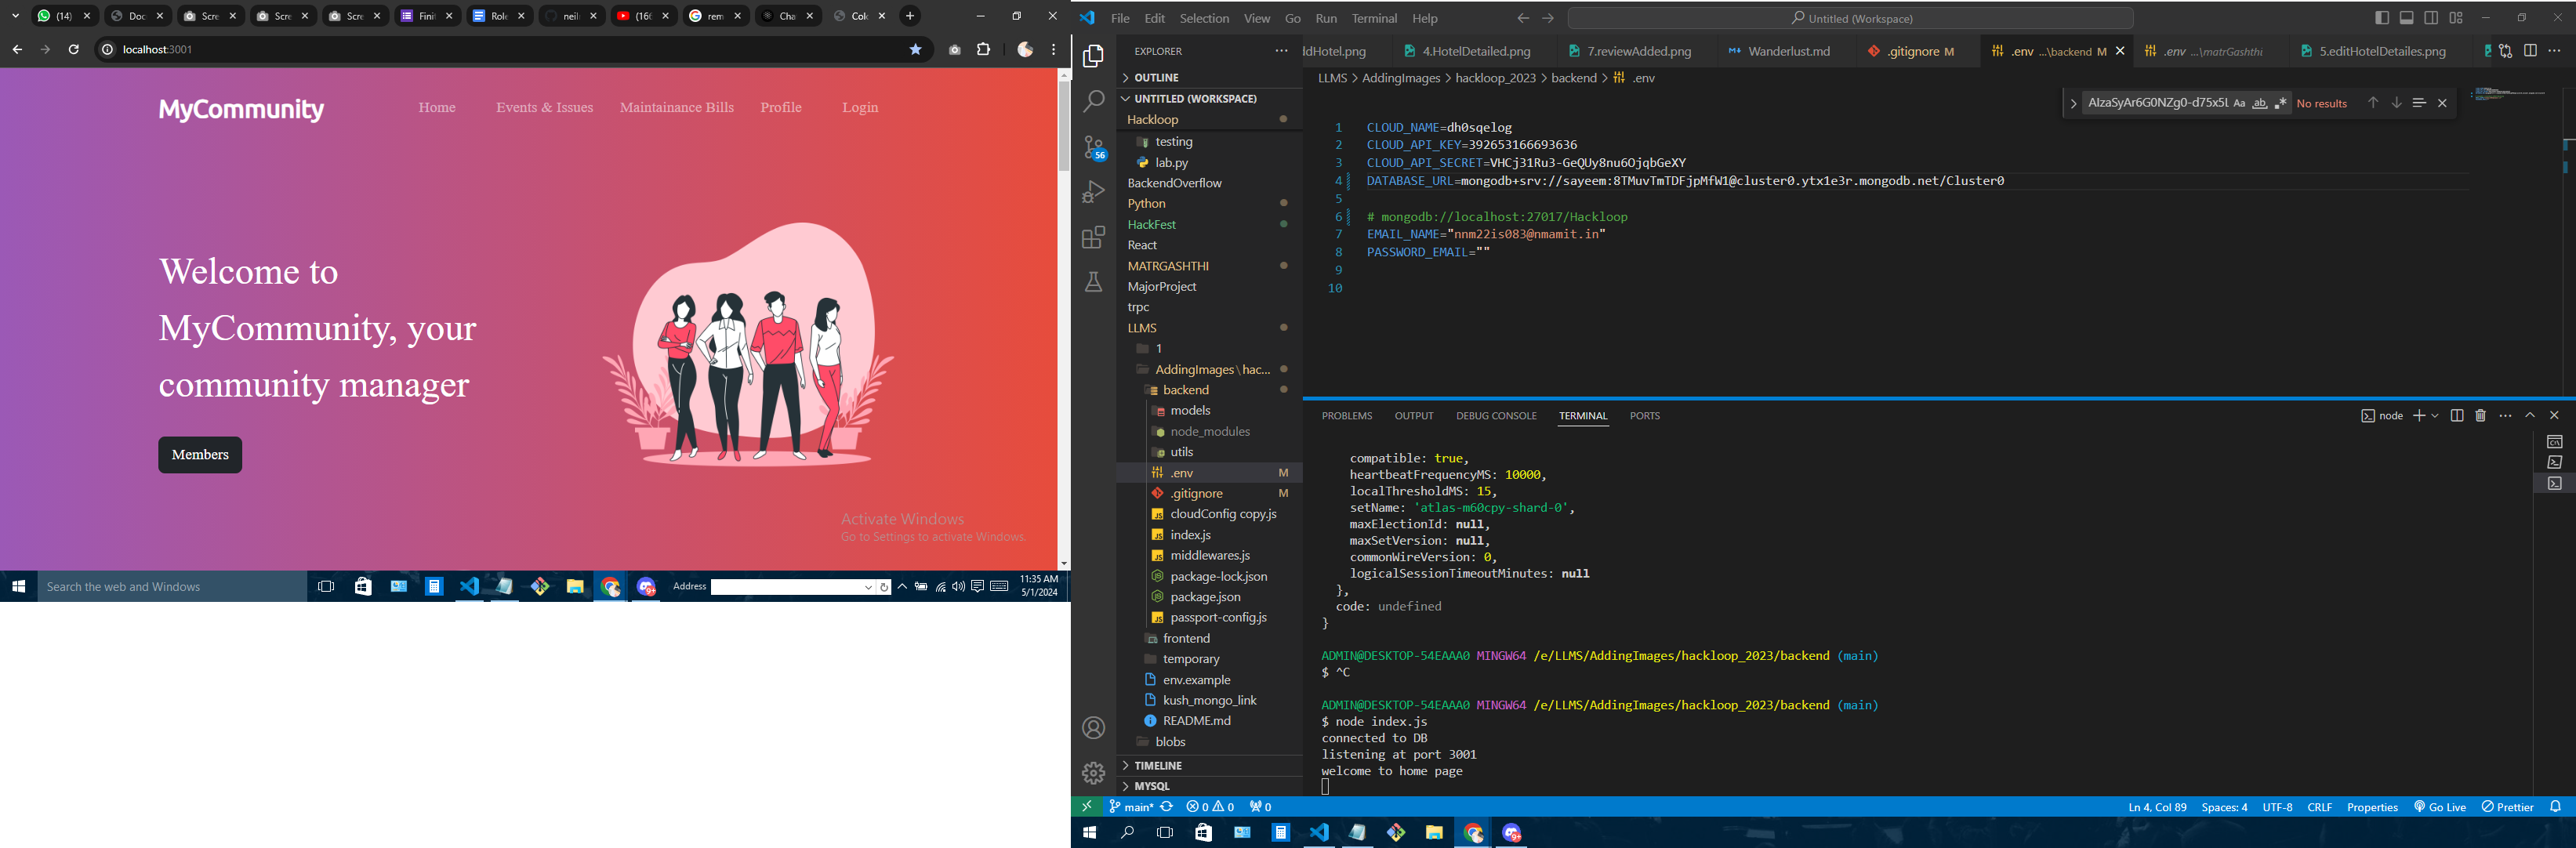 (14)
Doc
Scre
Scre
Scre
Finit
Role
neil
(166
rem
Cha
Colo
localhost:3001
MyCommunity
Home
Events & Issues
Maintainance Bills
Profile
Login
Welcome to
MyCommunity, your
community manager
Members
Activate Windows
Go to Settings to activate Windows.
Search the web and Windows
Address
11:35 AM
5/1/2024
File Edit Selection View Go Run Terminal Help
Untitled (Workspace)
EXPLORER
OUTLINE
UNTITLED (WORKSPACE)
Hackloop
testing
lab.py
BackendOverflow
Python
HackFest
React
MATRGASHTHI
MajorProject
trpc
LLMS
1
AddingImages\hac...
backend
models
node_modules
utils
.env M
.gitignore M
cloudConfig copy.js
index.js
middlewares.js
package-lock.json
package.json
passport-config.js
frontend
temporary
env.example
kush_mongo_link
README.md
blobs
TIMELINE
MYSQL
56
ddHotel.png
4.HotelDetailed.png
7.reviewAdded.png
Wanderlust.md
.gitignore M
.env ...\backend M
.env ...\matrGashthi
5.editHotelDetailes.png
LLMS > AddingImages > hackloop_2023 > backend > .env
AIzaSyAr6G0NZg0-d75x5l
No results
1 CLOUD_NAME=dh0sqelog
2 CLOUD_API_KEY=392653166693636
3 CLOUD_API_SECRET=VHCj31Ru3-GeQUy8nu6OjqbGeXY
4 DATABASE_URL=mongodb+srv://sayeem:8TMuvTmTDFjpMfW1@cluster0.ytx1e3r.mongodb.net/Cluster0
5
6 # mongodb://localhost:27017/Hackloop
7 EMAIL_NAME="nnm22is083@nmamit.in"
8 PASSWORD_EMAIL=""
9
10
PROBLEMS OUTPUT DEBUG CONSOLE TERMINAL PORTS
node
compatible: true,
heartbeatFrequencyMS: 10000,
localThresholdMS: 15,
setName: 'atlas-m60cpy-shard-0',
maxElectionId: null,
maxSetVersion: null,
commonWireVersion: 0,
logicalSessionTimeoutMinutes: null
},
code: undefined
}
ADMIN@DESKTOP-54EAAA0 MINGW64 /e/LLMS/AddingImages/hackloop_2023/backend (main)
$ ^C
ADMIN@DESKTOP-54EAAA0 MINGW64 /e/LLMS/AddingImages/hackloop_2023/backend (main)
$ node index.js
connected to DB
listening at port 3001
welcome to home page
main* 0 0 0
Ln 4, Col 89 Spaces: 4 UTF-8 CRLF Properties Go Live Prettier